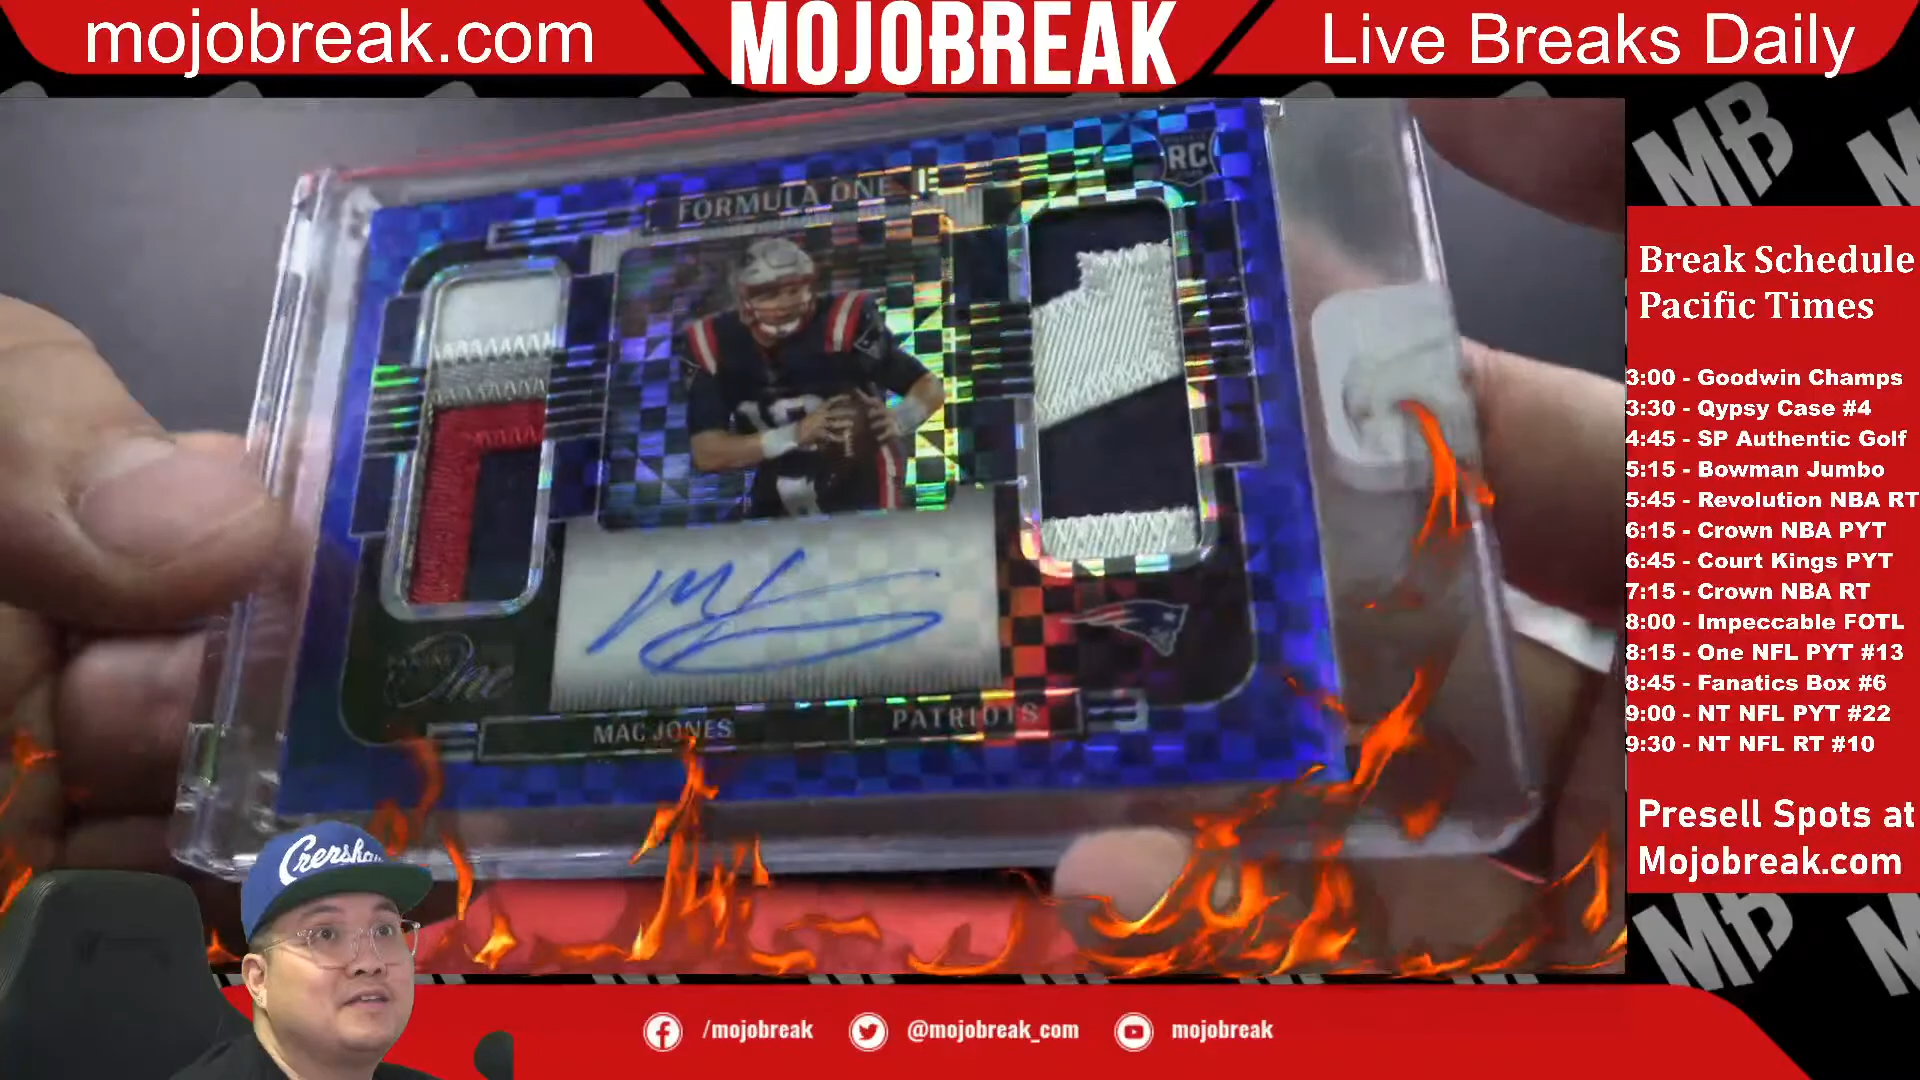 mojobreak.com
MOJOBREAK
Live Breaks Daily
RC
FORMULA ONE
One
MAC JONES
PATRIOTS
Break Schedule
Pacific Times
3:00 - Goodwin Champs
3:30 - Qypsy Case #4
4:45 - SP Authentic Golf
5:15 - Bowman Jumbo
5:45 - Revolution NBA RT
6:15 - Crown NBA PYT
6:45 - Court Kings PYT
7:15 - Crown NBA RT
8:00 - Impeccable FOTL
8:15 - One NFL PYT #13
8:45 - Fanatics Box #6
9:00 - NT NFL PYT #22
9:30 - NT NFL RT #10
Presell Spots at
Mojobreak.com
MB
MB
/mojobreak
@mojobreak_com
mojobreak